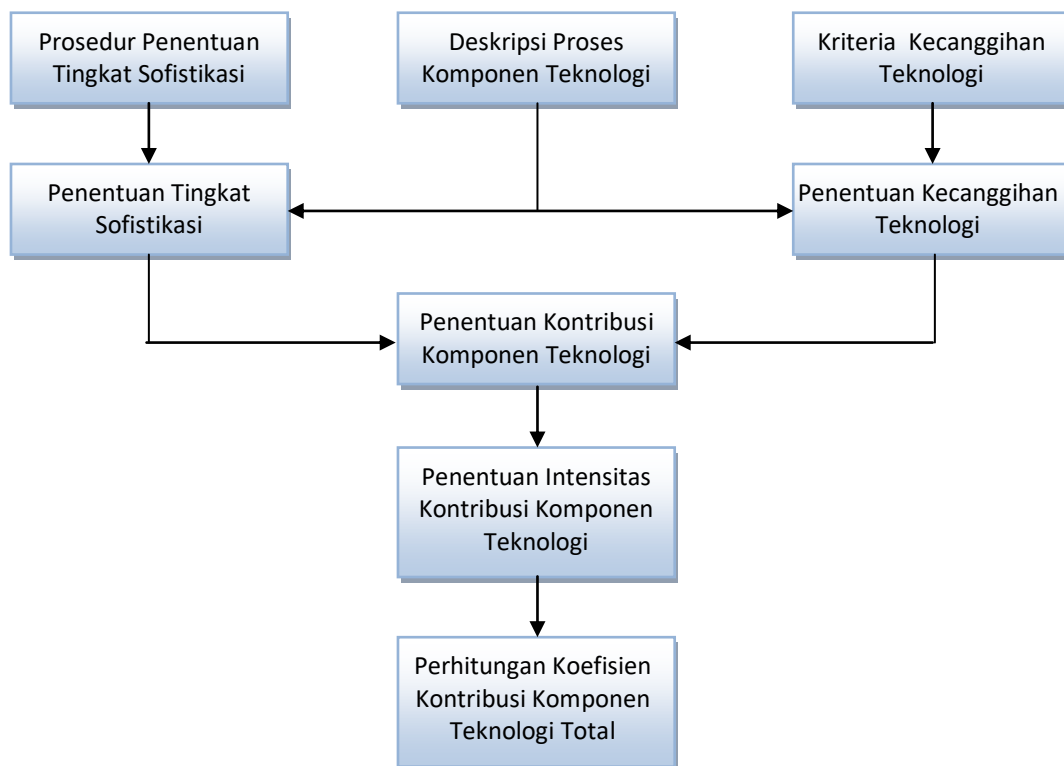 Prosedur Penentuan
Tingkat Sofistikasi
Deskripsi Proses
Komponen Teknologi
Kriteria Kecanggihan
Teknologi
Penentuan Tingkat
Sofistikasi
Penentuan Kecanggihan
Teknologi
Penentuan Kontribusi
Komponen Teknologi
Penentuan Intensitas
Kontribusi Komponen
Teknologi
Perhitungan Koefisien
Kontribusi Komponen
Teknologi Total